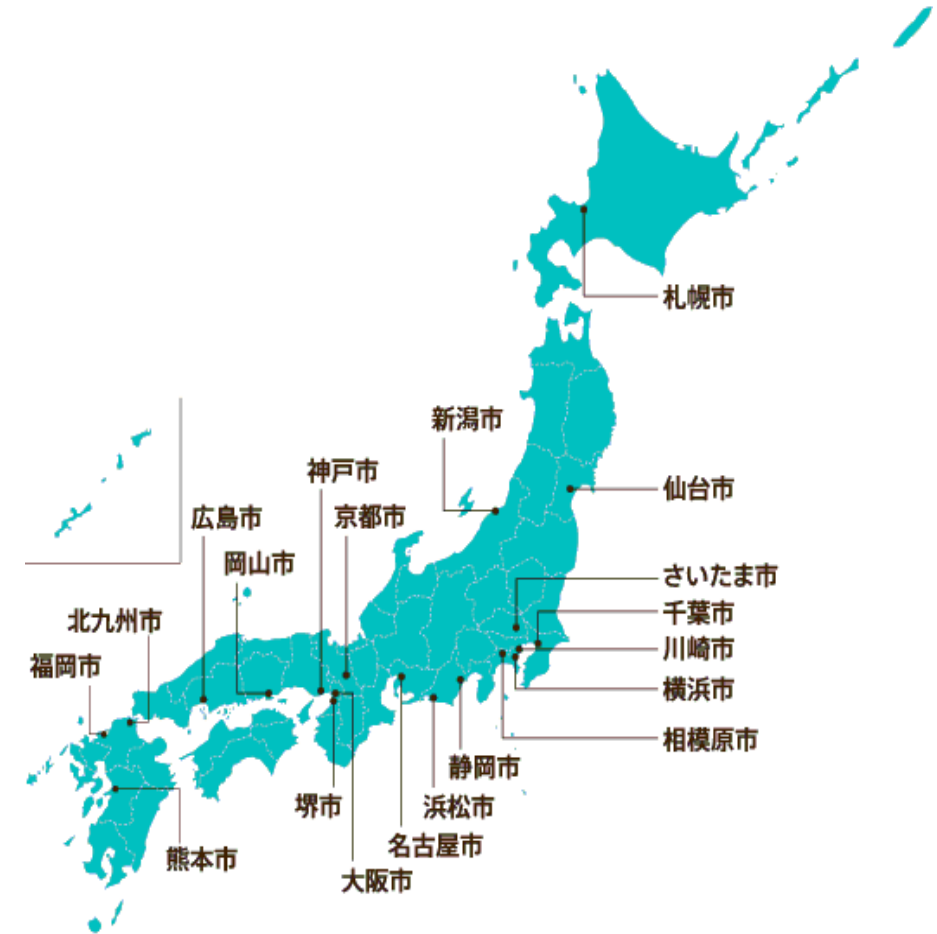 札幌市
新潟市
神戸市
仙台市
広島市
京都市
岡山市
さいたま市
千葉市
北九州市
川崎市
福岡市
横浜市
相模原市
静岡市
堺市
浜松市
名古屋市
熊本市
大阪市